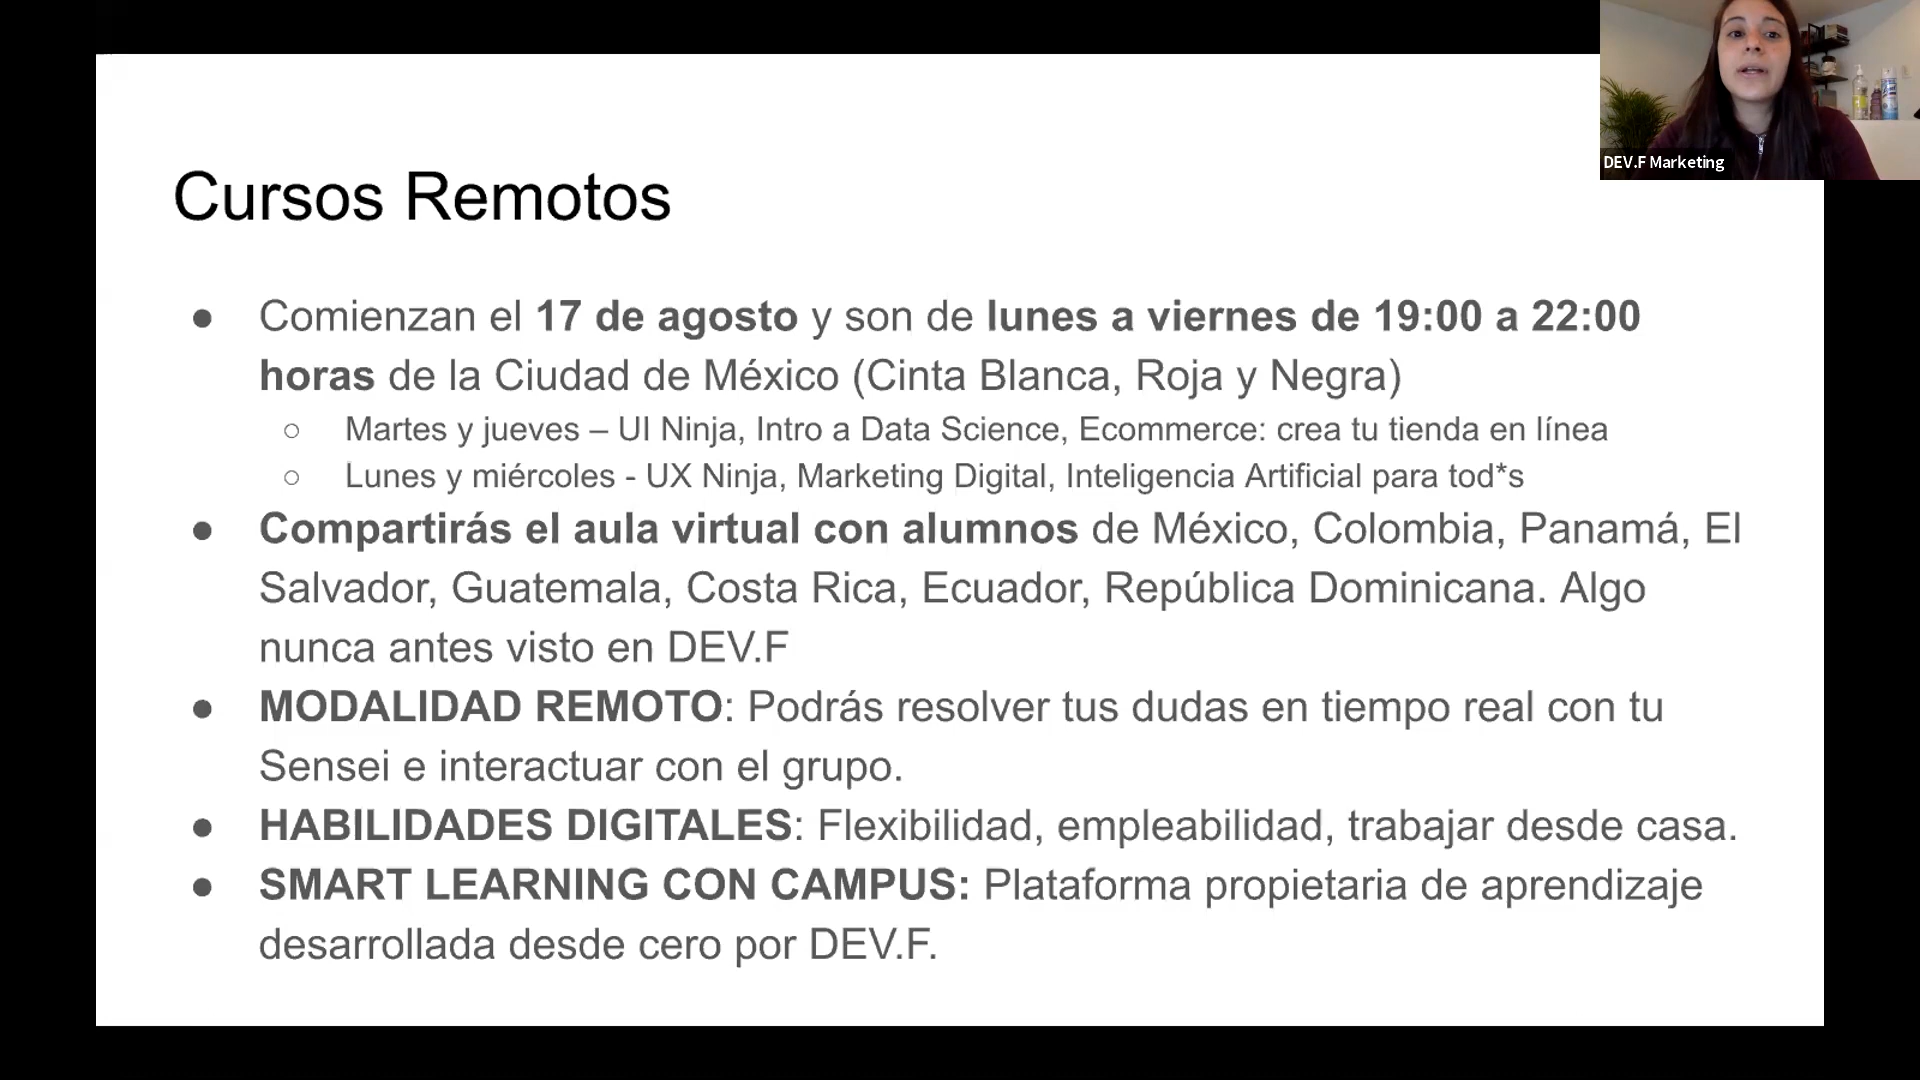 Cursos Remotos
● Comienzan el 17 de agosto y son de lunes a viernes de 19:00 a 22:00
horas de la Ciudad de México (Cinta Blanca, Roja y Negra)
○ Martes y jueves – UI Ninja, Intro a Data Science, Ecommerce: crea tu tienda en línea
○ Lunes y miércoles - UX Ninja, Marketing Digital, Inteligencia Artificial para tod*s
● Compartirás el aula virtual con alumnos de México, Colombia, Panamá, El
Salvador, Guatemala, Costa Rica, Ecuador, República Dominicana. Algo
nunca antes visto en DEV.F
● MODALIDAD REMOTO: Podrás resolver tus dudas en tiempo real con tu
Sensei e interactuar con el grupo.
● HABILIDADES DIGITALES: Flexibilidad, empleabilidad, trabajar desde casa.
● SMART LEARNING CON CAMPUS: Plataforma propietaria de aprendizaje
desarrollada desde cero por DEV.F.
DEV.F Marketing